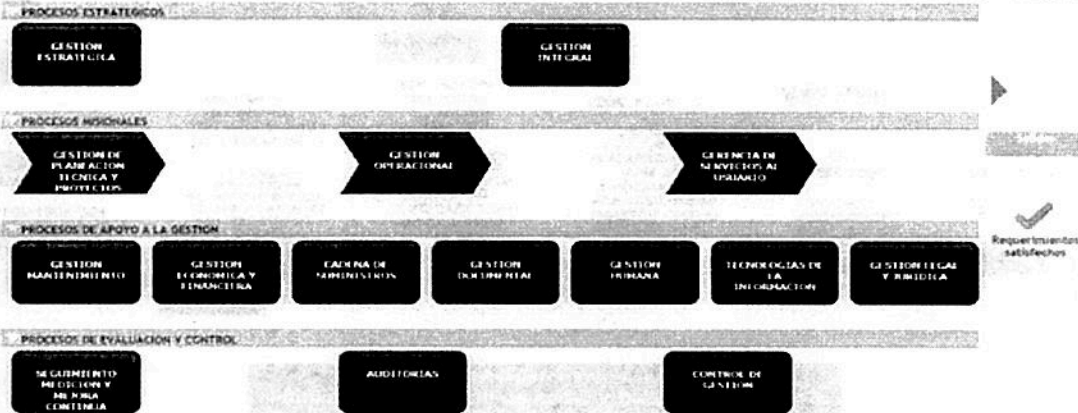 PROCESOS ESTRATEGICOS
GESTION
ESTRATEGICA
GESTION
INTEGRAL
PROCESOS MISIONALES
GESTION DE
PLANEACION
TECNICA Y
PROYECTOS
GESTION
OPERACIONAL
GERENCIA DE
SERVICIOS AL
USUARIO
PROCESOS DE APOYO A LA GESTION
GESTION
MANTENIMIENTO
GESTION
ECONOMICA Y
FINANCIERA
CADENA DE
SUMINISTROS
GESTION
DOCUMENTAL
GESTION
HUMANA
TECNOLOGIAS DE
LA
INFORMACION
GESTION LEGAL
Y JURIDICA
Requerimientos
satisfechos
PROCESOS DE EVALUACION Y CONTROL
SEGUIMIENTO
MEDICION Y
MEJORA
CONTINUA
AUDITORIAS
CONTROL DE
GESTION